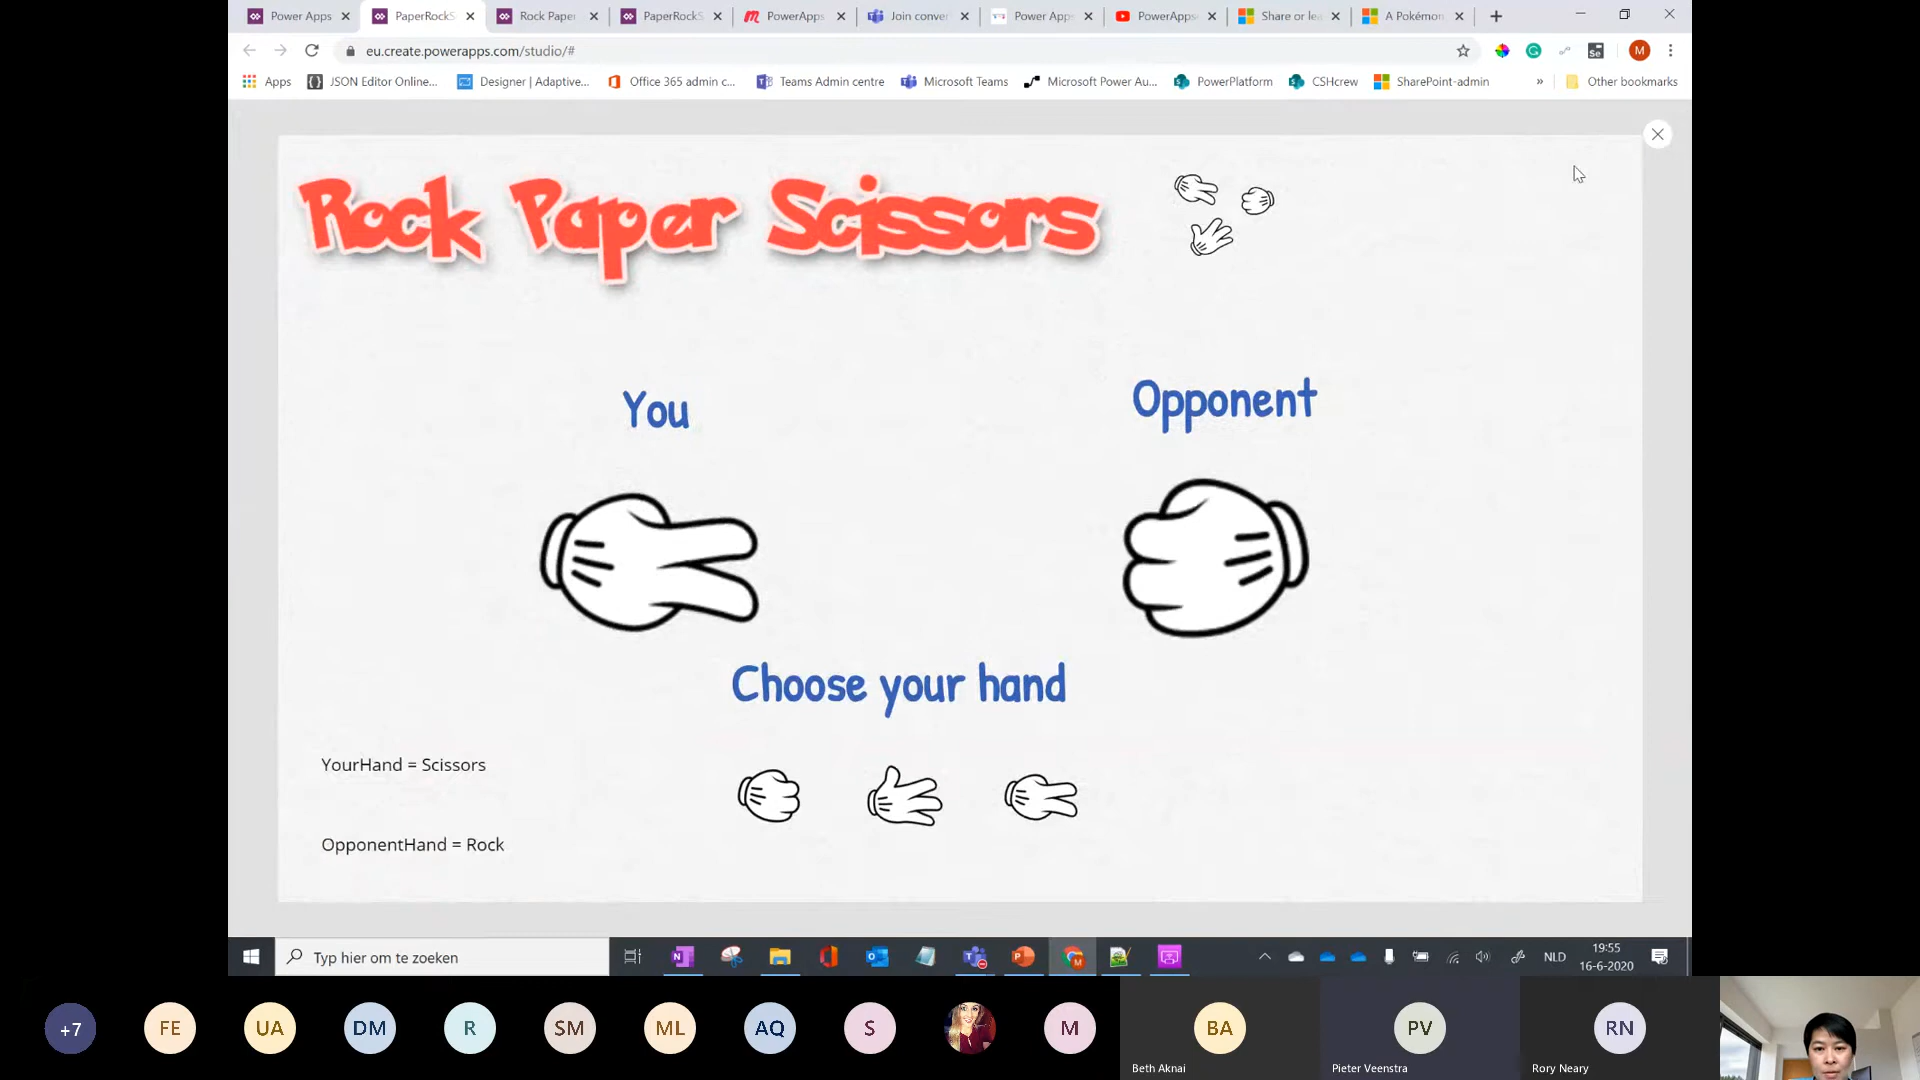 Power Apps
PaperRockS
Rock Pape
PaperRockS
PowerApps
Join conver
Power Apps
PowerApps
Share or lea
A Pokémon
eu.create.powerapps.com/studio/#
M
Apps
JSON Editor Online...
Designer | Adaptive...
Office 365 admin c...
Teams Admin centre
Microsoft Teams
Microsoft Power Au...
PowerPlatform
CSHcrew
SharePoint-admin
»
Other bookmarks
Rock Paper Scissors
You
Opponent
Choose your hand
YourHand = Scissors
OpponentHand = Rock
Typ hier om te zoeken
NLD
19:55
16-6-2020
+7
FE
UA
DM
R
SM
ML
AQ
S
M
BA
PV
RN
Beth Aknai
Pieter Veenstra
Rory Neary